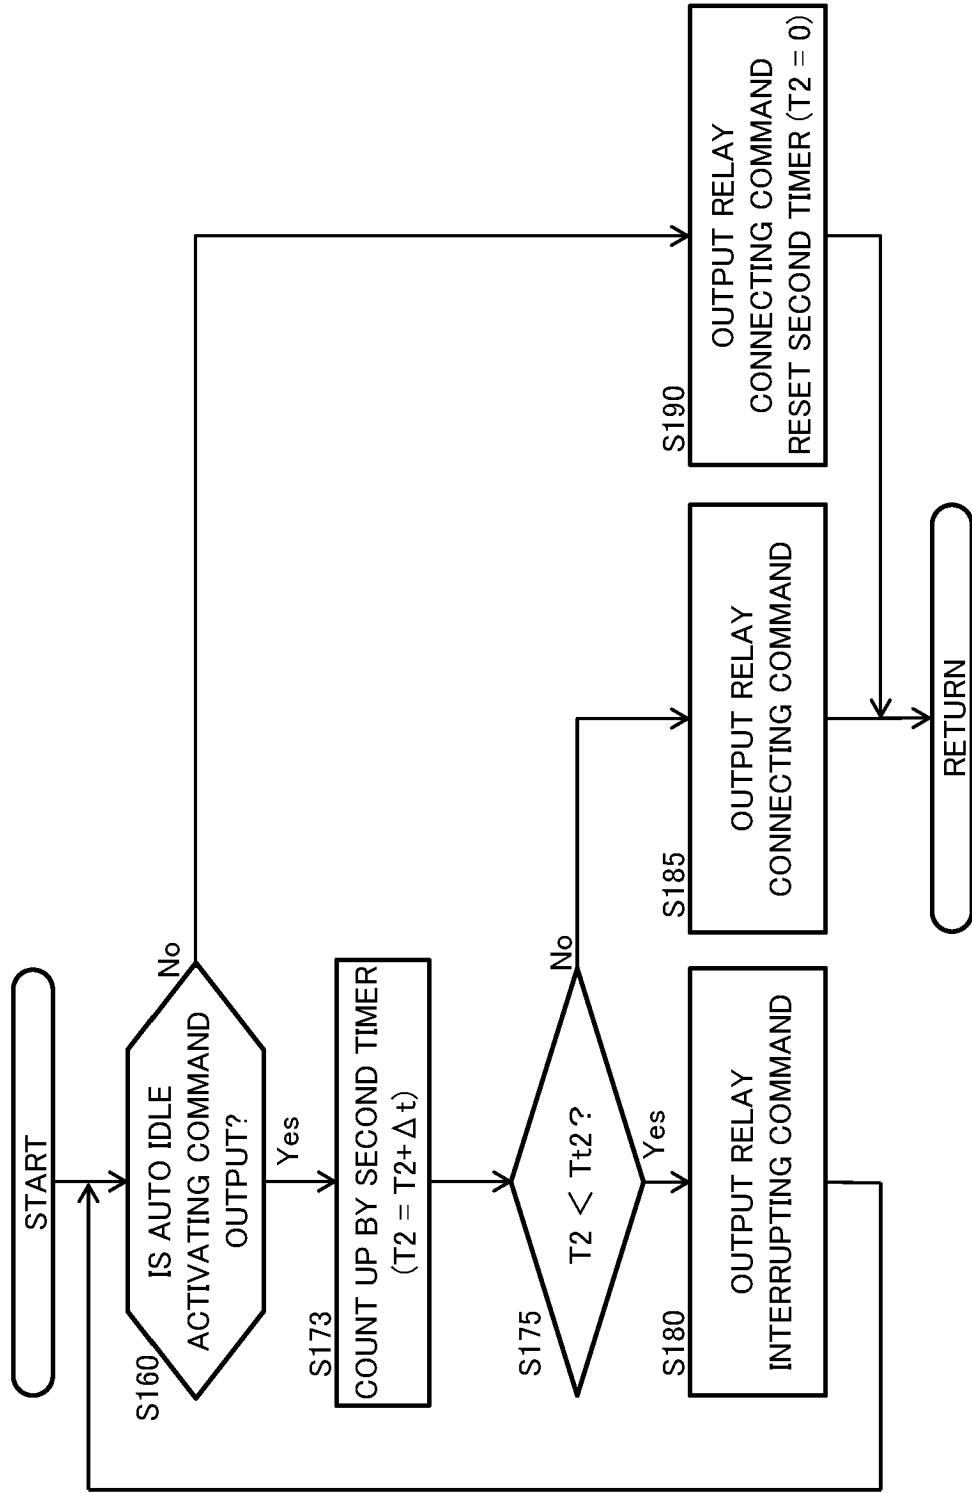 START
S160
IS AUTO IDLE
ACTIVATING COMMAND
OUTPUT?
No
Yes
S173
COUNT UP BY SECOND TIMER
(T2 = T2+Δt)
S175
T2 < Tt2?
No
Yes
S180
OUTPUT RELAY
INTERRUPTING COMMAND
S185
OUTPUT RELAY
CONNECTING COMMAND
S190
OUTPUT RELAY
CONNECTING COMMAND
RESET SECOND TIMER (T2 = 0)
RETURN